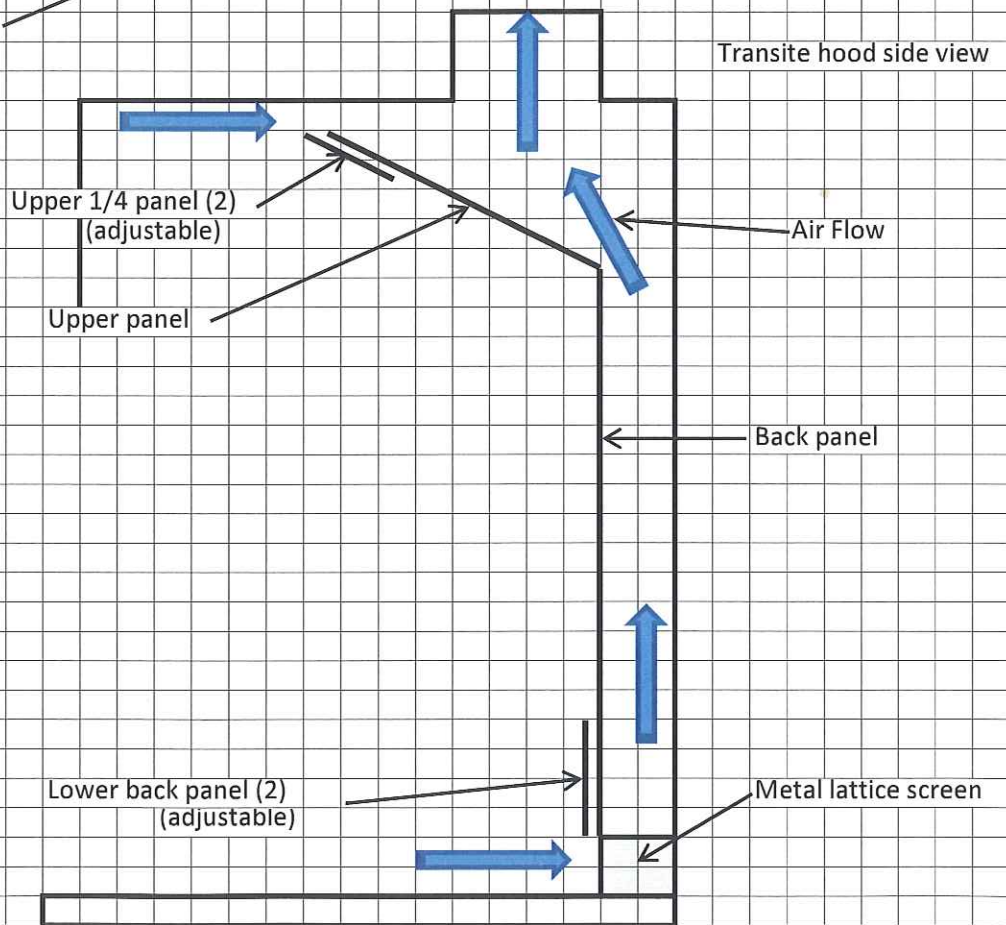 Transite hood side view
Upper 1/4 panel (2)
(adjustable)
Air Flow
Upper panel
Back panel
Lower back panel (2)
(adjustable)
Metal lattice screen